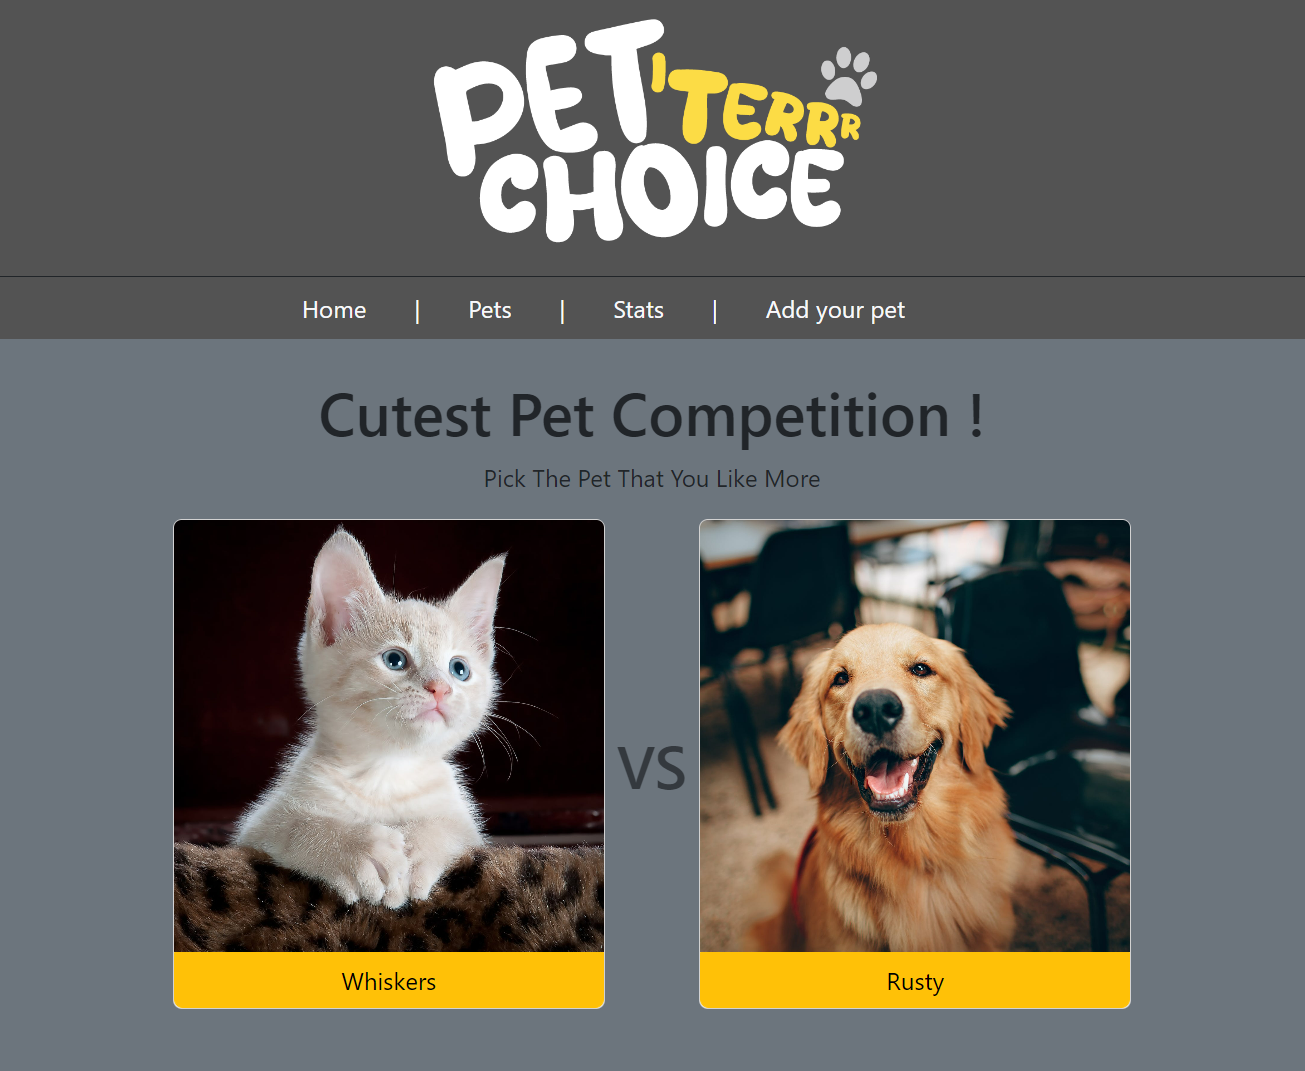 PET'TERRR
CHOICE
Home | Pets | Stats | Add your pet
Cutest Pet Competition !
Pick The Pet That You Like More
VS
Whiskers
Rusty